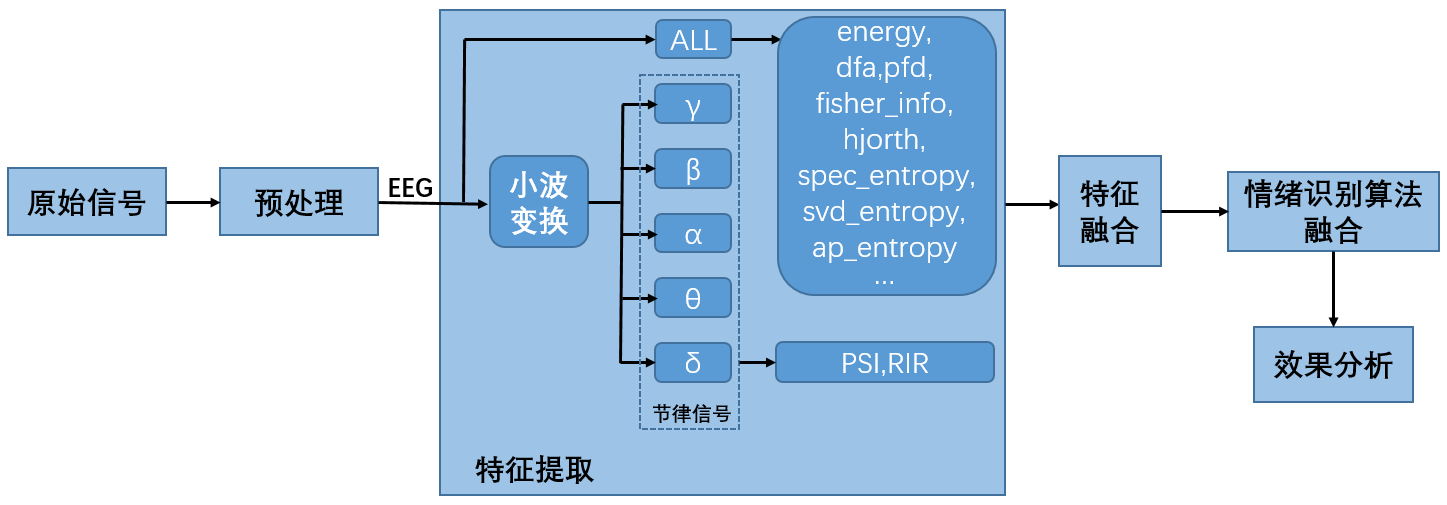 原始信号
预处理
EEG
小波
变换
ALL
γ
β
α
θ
δ
节律信号
energy,
dfa,pfd,
fisher_info,
hjorth,
spec_entropy,
svd_entropy,
ap_entropy
...
PSI,RIR
特征提取
特征
融合
情绪识别算法
融合
效果分析